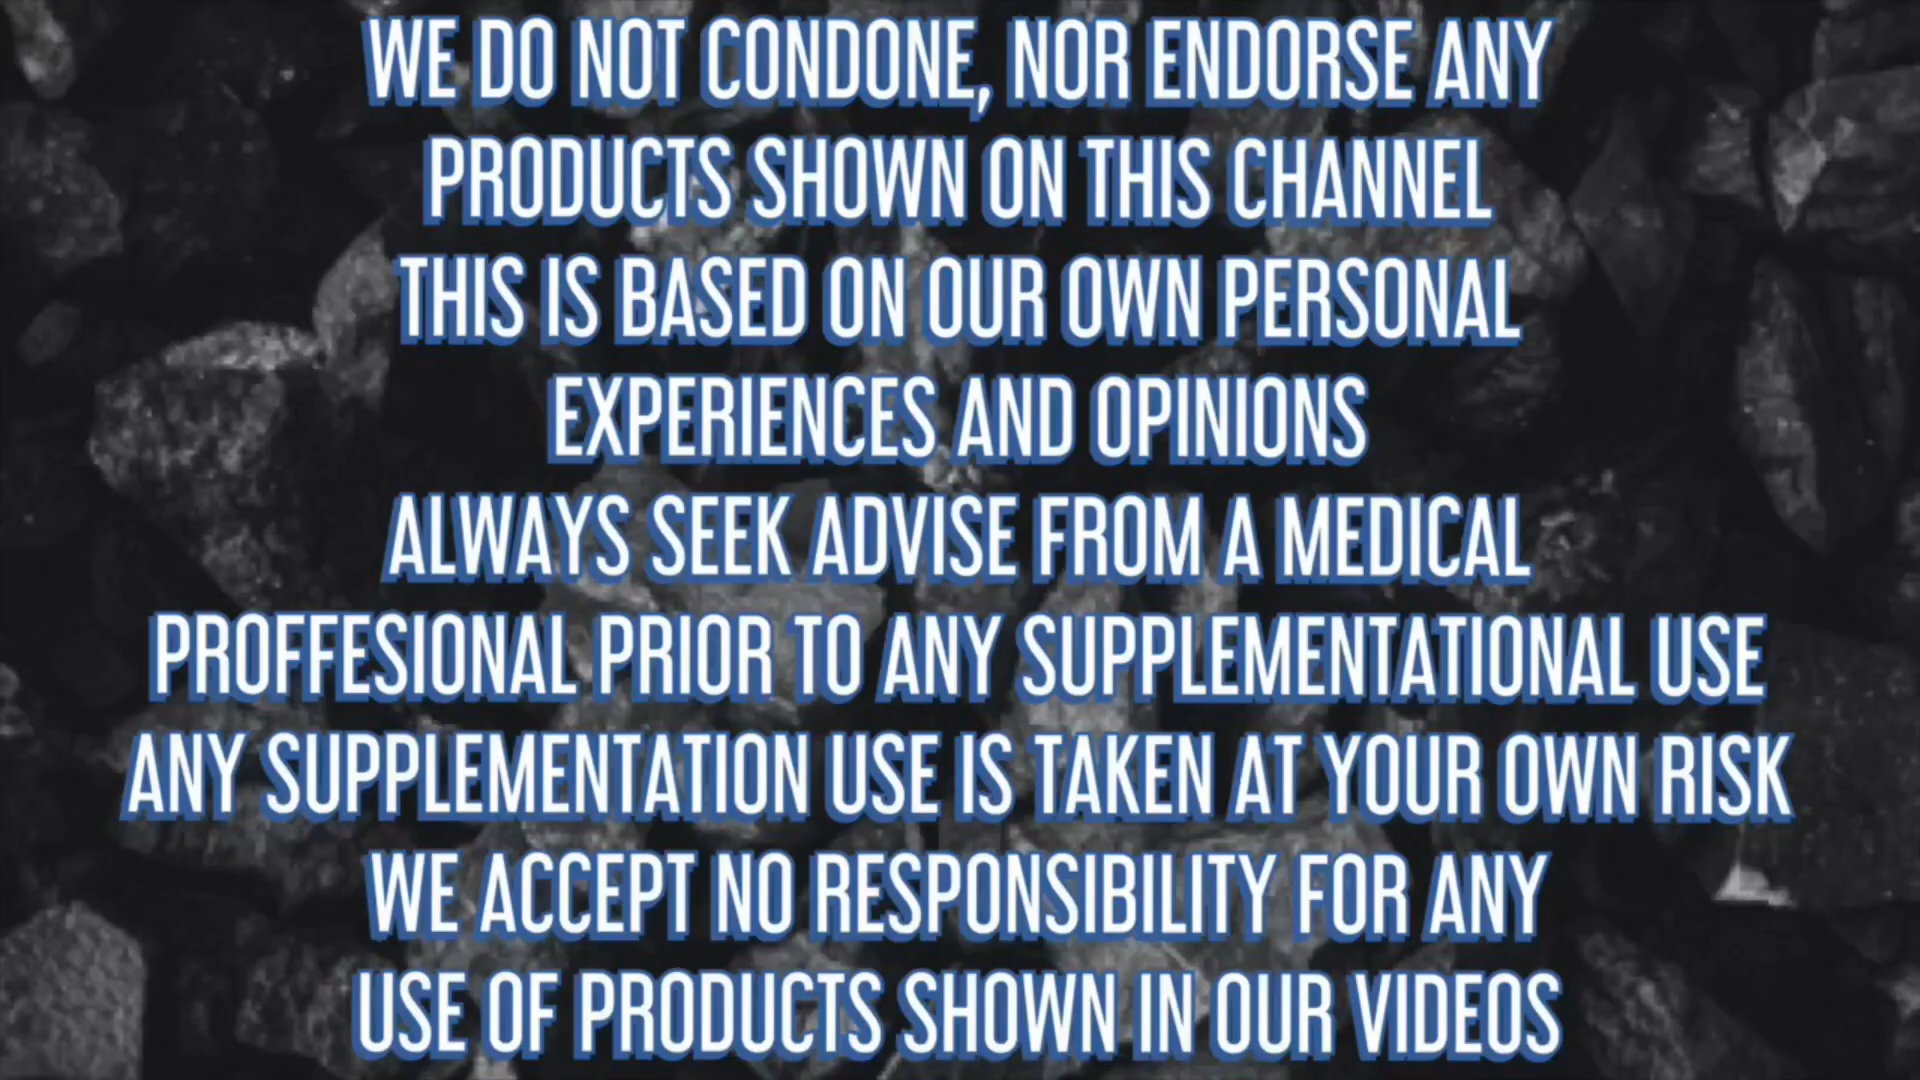 WE DO NOT CONDONE, NOR ENDORSE ANY
PRODUCTS SHOWN ON THIS CHANNEL
THIS IS BASED ON OUR OWN PERSONAL
EXPERIENCES AND OPINIONS
ALWAYS SEEK ADVISE FROM A MEDICAL
PROFFESIONAL PRIOR TO ANY SUPPLEMENTATIONAL USE
ANY SUPPLEMENTATION USE IS TAKEN AT YOUR OWN RISK
WE ACCEPT NO RESPONSIBILITY FOR ANY
USE OF PRODUCTS SHOWN IN OUR VIDEOS